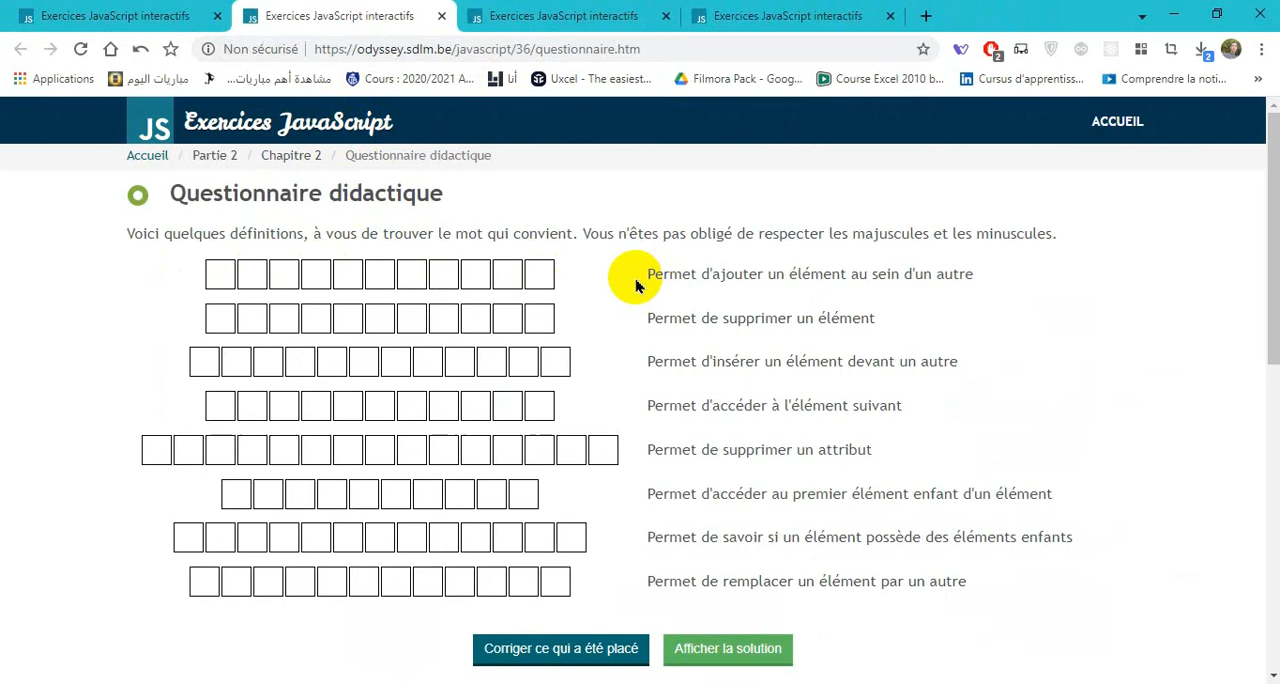 Exercices JavaScript interactifs
Exercices JavaScript interactifs
Exercices JavaScript interactifs
Exercices JavaScript interactifs
Non sécurisé
https://odyssey.sdlm.be/javascript/36/questionnaire.htm
2
2
Applications
مباريات اليوم
مشاهدة أهم مباريات...
Cours : 2020/2021 A...
أنا
Uxcel - The easiest...
Filmora Pack - Goog...
Course Excel 2010 b...
Cursus d'apprentiss...
Comprendre la noti...
»
JS
Exercices JavaScript
ACCUEIL
Accueil / Partie 2 / Chapitre 2 / Questionnaire didactique
Questionnaire didactique
Voici quelques définitions, à vous de trouver le mot qui convient. Vous n'êtes pas obligé de respecter les majuscules et les minuscules.
Permet d'ajouter un élément au sein d'un autre
Permet de supprimer un élément
Permet d'insérer un élément devant un autre
Permet d'accéder à l'élément suivant
Permet de supprimer un attribut
Permet d'accéder au premier élément enfant d'un élément
Permet de savoir si un élément possède des éléments enfants
Permet de remplacer un élément par un autre
Corriger ce qui a été placé
Afficher la solution